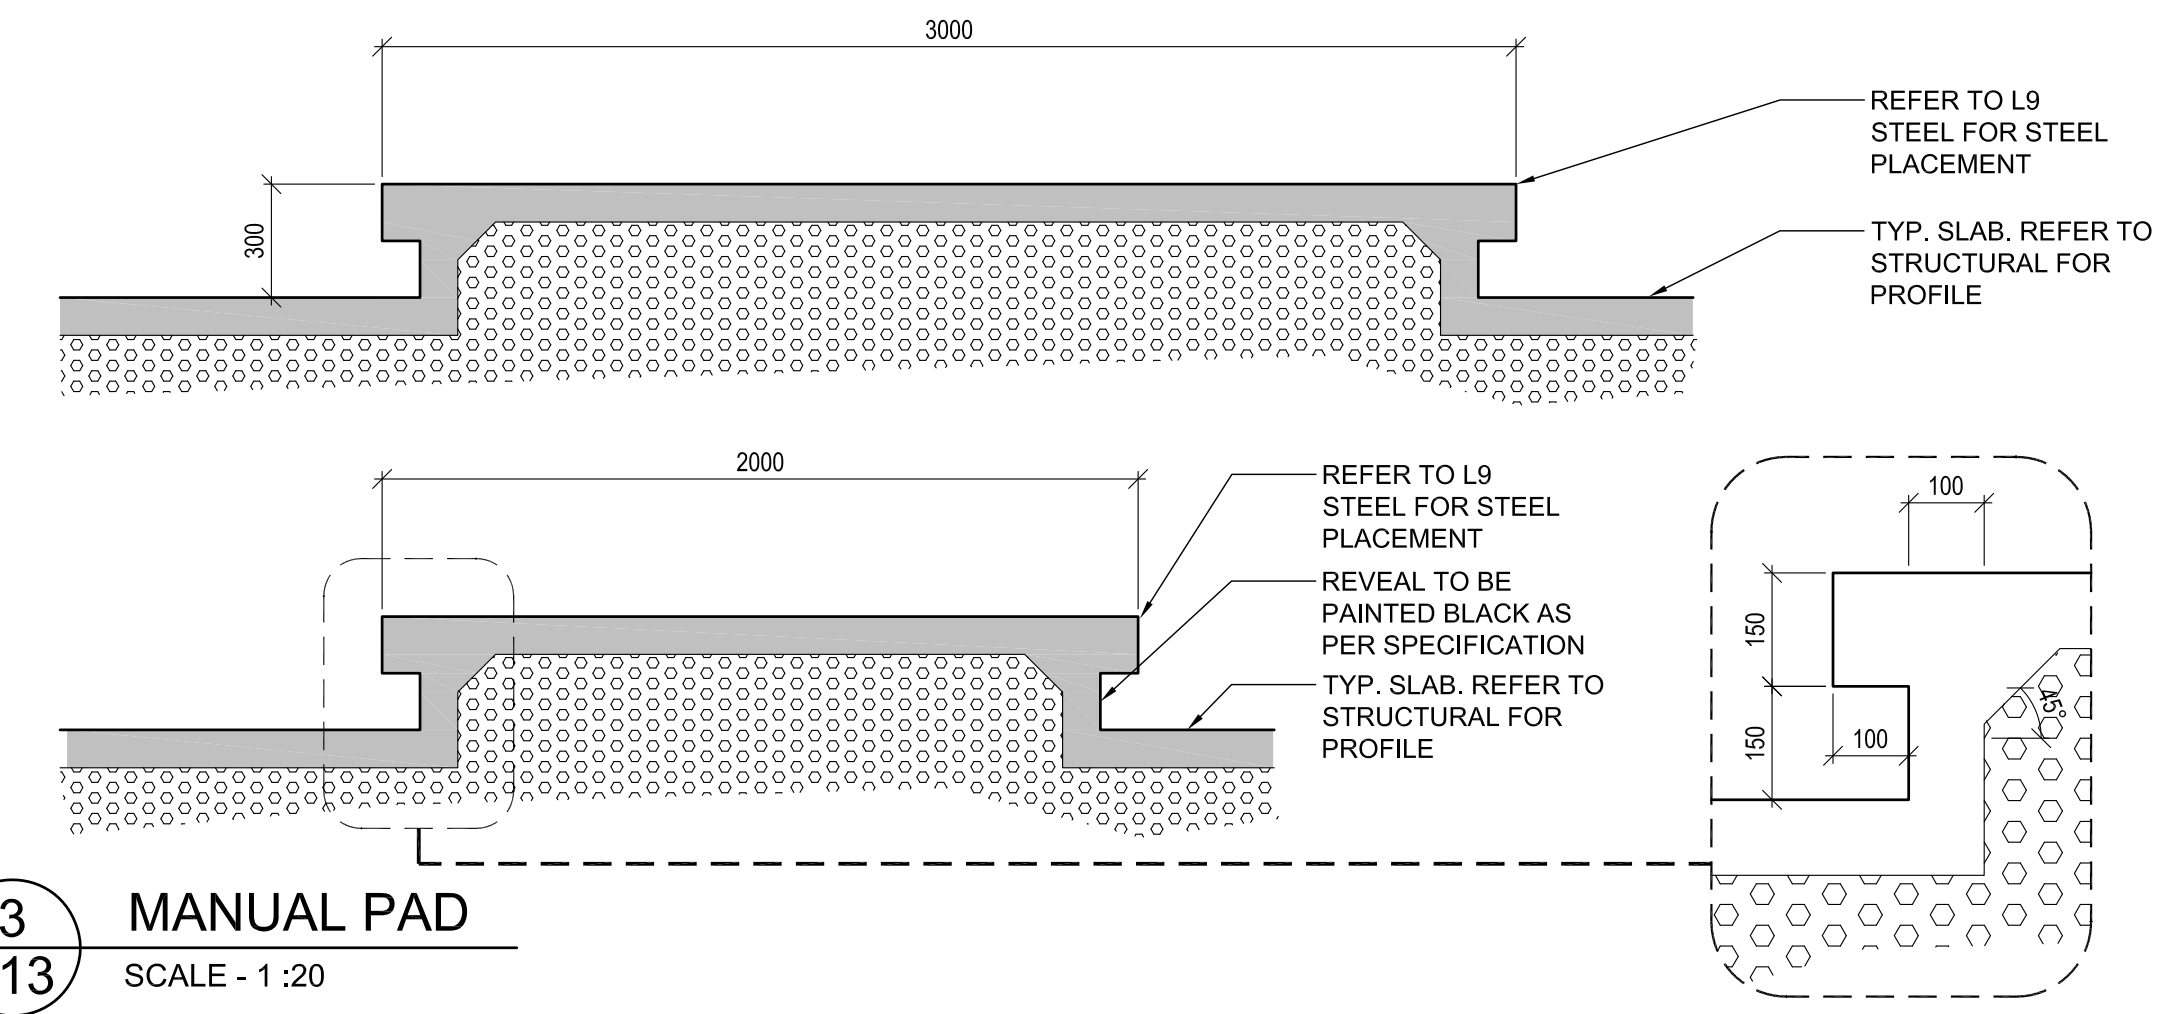 3000
REFER TO L9
STEEL FOR STEEL
PLACEMENT
300
TYP. SLAB. REFER TO
STRUCTURAL FOR
PROFILE
2000
REFER TO L9
STEEL FOR STEEL
PLACEMENT
REVEAL TO BE
PAINTED BLACK AS
PER SPECIFICATION
TYP. SLAB. REFER TO
STRUCTURAL FOR
PROFILE
100
150
45°
150
100
3
13
MANUAL PAD
SCALE - 1 :20